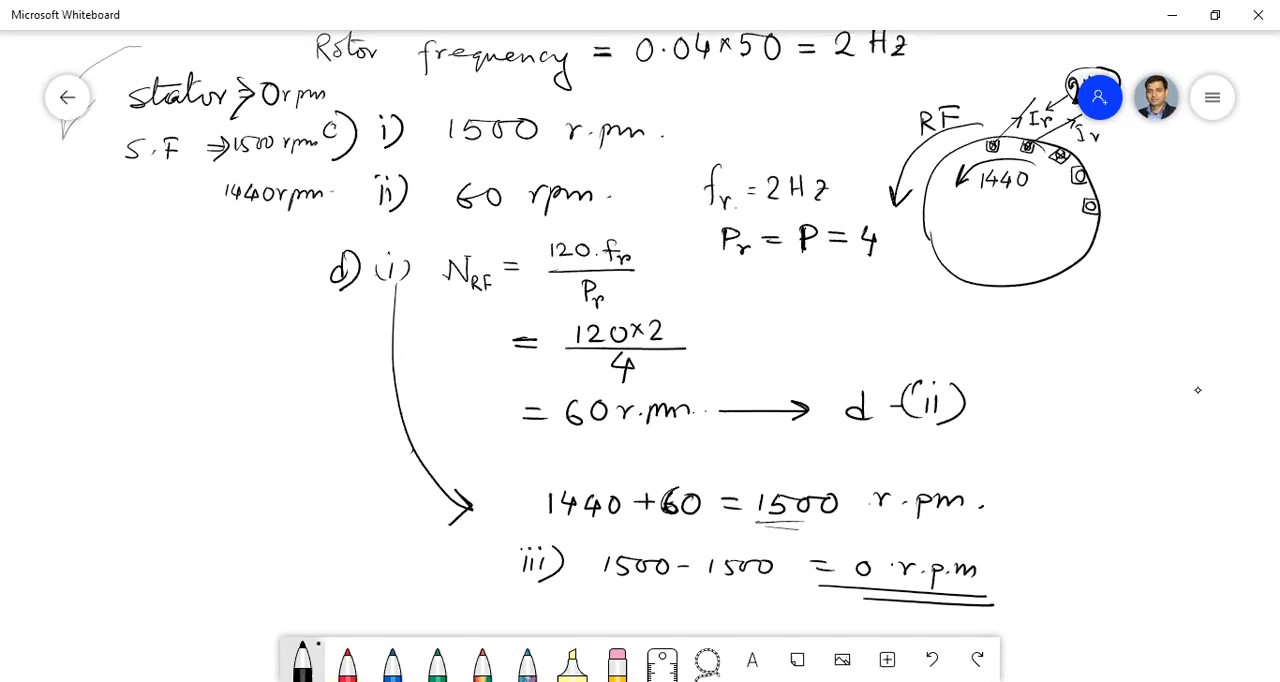 Microsoft Whiteboard
Rotor frequency = 0.04×50 = 2 Hz
stator ⇒ 0 rpm
S.F ⇒ 1500 rpm
c) i) 1500 r.pm.
1440 rpm
ii) 60 rpm.
fr. = 2 Hz
Pr = P = 4
RF
Ir
Ir
1440
d) (i) N_RF = 120.fr / Pr
= 120×2 / 4
= 60 r.pm. ⟶ d-(ii)
1440 + 60 = 1500 r.pm.
iii) 1500 - 1500 = 0 r.p.m
A